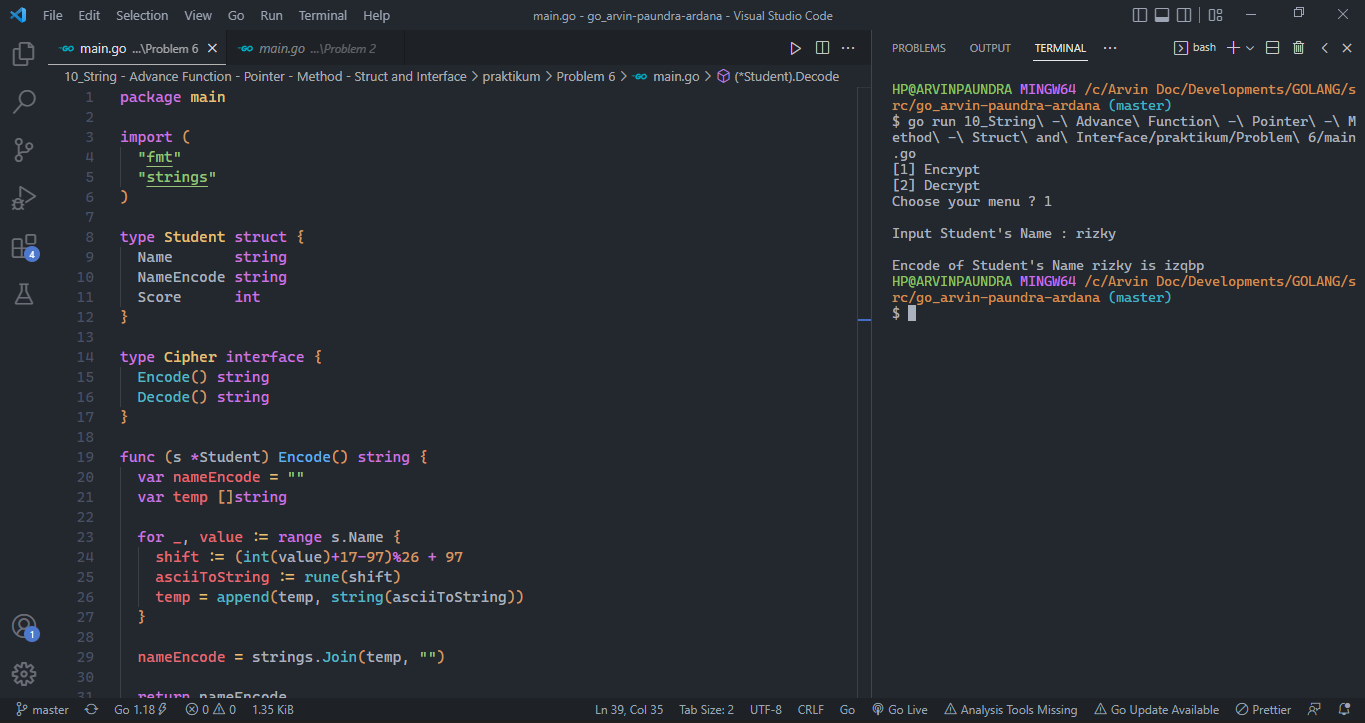 File Edit Selection View Go Run Terminal Help
main.go - go_arvin-paundra-ardana - Visual Studio Code
main.go ...\Problem 6
main.go ...\Problem 2
10_String - Advance Function - Pointer - Method - Struct and Interface > praktikum > Problem 6 > main.go > (*Student).Decode
1 package main
2
3 import (
4 "fmt"
5 "strings"
6 )
7
8 type Student struct {
9 Name string
10 NameEncode string
11 Score int
12 }
13
14 type Cipher interface {
15 Encode() string
16 Decode() string
17 }
18
19 func (s *Student) Encode() string {
20 var nameEncode = ""
21 var temp []string
22
23 for _, value := range s.Name {
24 shift := (int(value)+17-97)%26 + 97
25 asciiToString := rune(shift)
26 temp = append(temp, string(asciiToString))
27 }
28
29 nameEncode = strings.Join(temp, "")
30
31 return nameEncode
PROBLEMS OUTPUT TERMINAL ... bash
HP@ARVINPAUNDRA MINGW64 /c/Arvin Doc/Developments/GOLANG/s
rc/go_arvin-paundra-ardana (master)
$ go run 10_String\ -\ Advance\ Function\ -\ Pointer\ -\ M
ethod\ -\ Struct\ and\ Interface/praktikum/Problem\ 6/main
.go
[1] Encrypt
[2] Decrypt
Choose your menu ? 1
Input Student's Name : rizky
Encode of Student's Name rizky is izqbp
HP@ARVINPAUNDRA MINGW64 /c/Arvin Doc/Developments/GOLANG/s
rc/go_arvin-paundra-ardana (master)
$
4
1
master Go 1.18 0 0 1.35 KiB Ln 39, Col 35 Tab Size: 2 UTF-8 CRLF Go Go Live Analysis Tools Missing Go Update Available Prettier